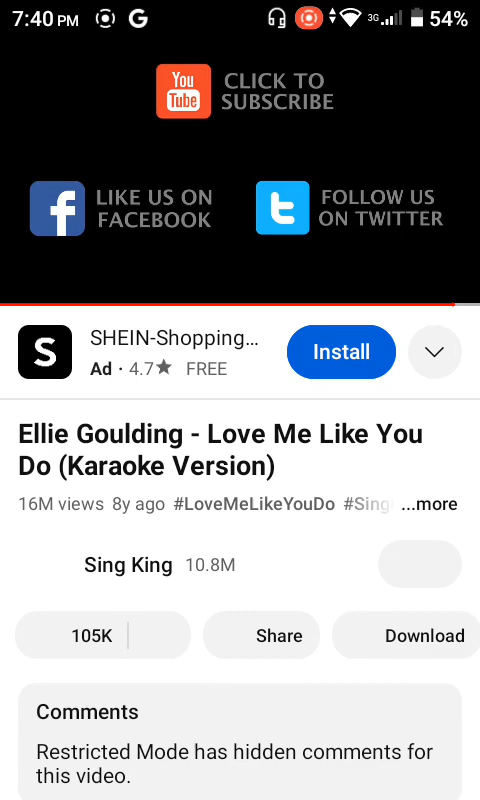 7:40 PM G 3G 54%
You
Tube
CLICK TO
SUBSCRIBE
f LIKE US ON
FACEBOOK
t FOLLOW US
ON TWITTER
S
SHEIN-Shopping...
Ad · 4.7★ FREE
Install
Ellie Goulding - Love Me Like You
Do (Karaoke Version)
16M views 8y ago #LoveMeLikeYouDo #Sing ...more
Sing King 10.8M
105K Share Download
Comments
Restricted Mode has hidden comments for
this video.